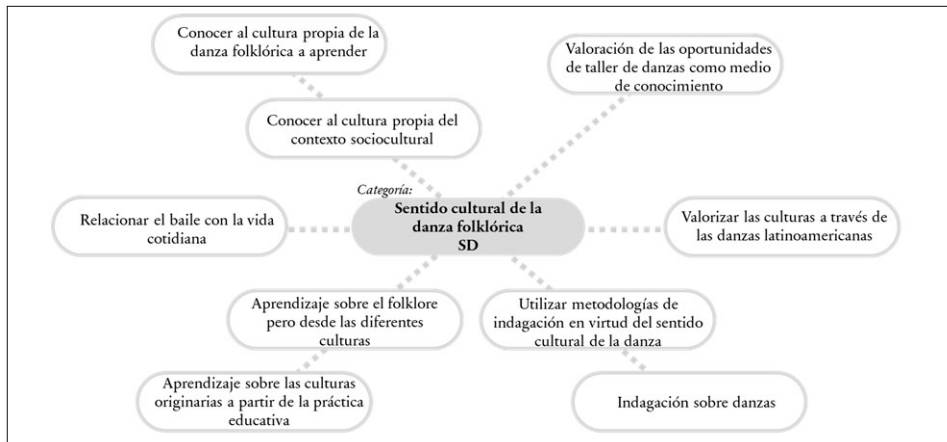 Conocer al cultura propia de la
danza folklórica a aprender
Valoración de las oportunidades
de taller de danzas como medio
de conocimiento
Conocer al cultura propia del
contexto sociocultural
Categoría:
Sentido cultural de la
danza folklórica
SD
Relacionar el baile con la vida
cotidiana
Valorizar las culturas a través de
las danzas latinoamericanas
Aprendizaje sobre el folklore
pero desde las diferentes
culturas
Utilizar metodologías de
indagación en virtud del sentido
cultural de la danza
Aprendizaje sobre las culturas
originarias a partir de la práctica
educativa
Indagación sobre danzas